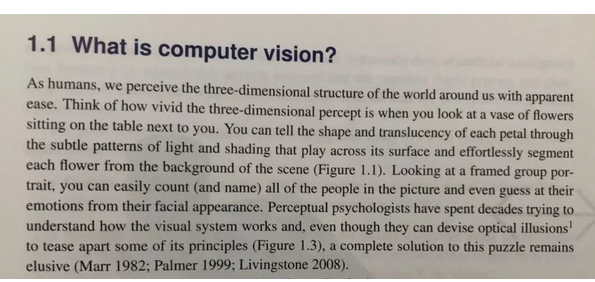 1.1 What is computer vision?
As humans, we perceive the three-dimensional structure of the world around us with apparent
ease. Think of how vivid the three-dimensional percept is when you look at a vase of flowers
sitting on the table next to you. You can tell the shape and translucency of each petal through
the subtle patterns of light and shading that play across its surface and effortlessly segment
each flower from the background of the scene (Figure 1.1). Looking at a framed group por-
trait, you can easily count (and name) all of the people in the picture and even guess at their
emotions from their facial appearance. Perceptual psychologists have spent decades trying to
understand how the visual system works and, even though they can devise optical illusions¹
to tease apart some of its principles (Figure 1.3), a complete solution to this puzzle remains
elusive (Marr 1982; Palmer 1999; Livingstone 2008).